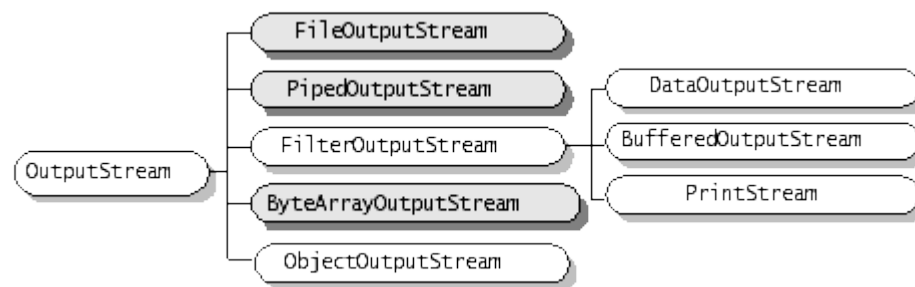 OutputStream
FileOutputStream
PipedOutputStream
FilterOutputStream
ByteArrayOutputStream
ObjectOutputStream
DataOutputStream
BufferedOutputStream
PrintStream